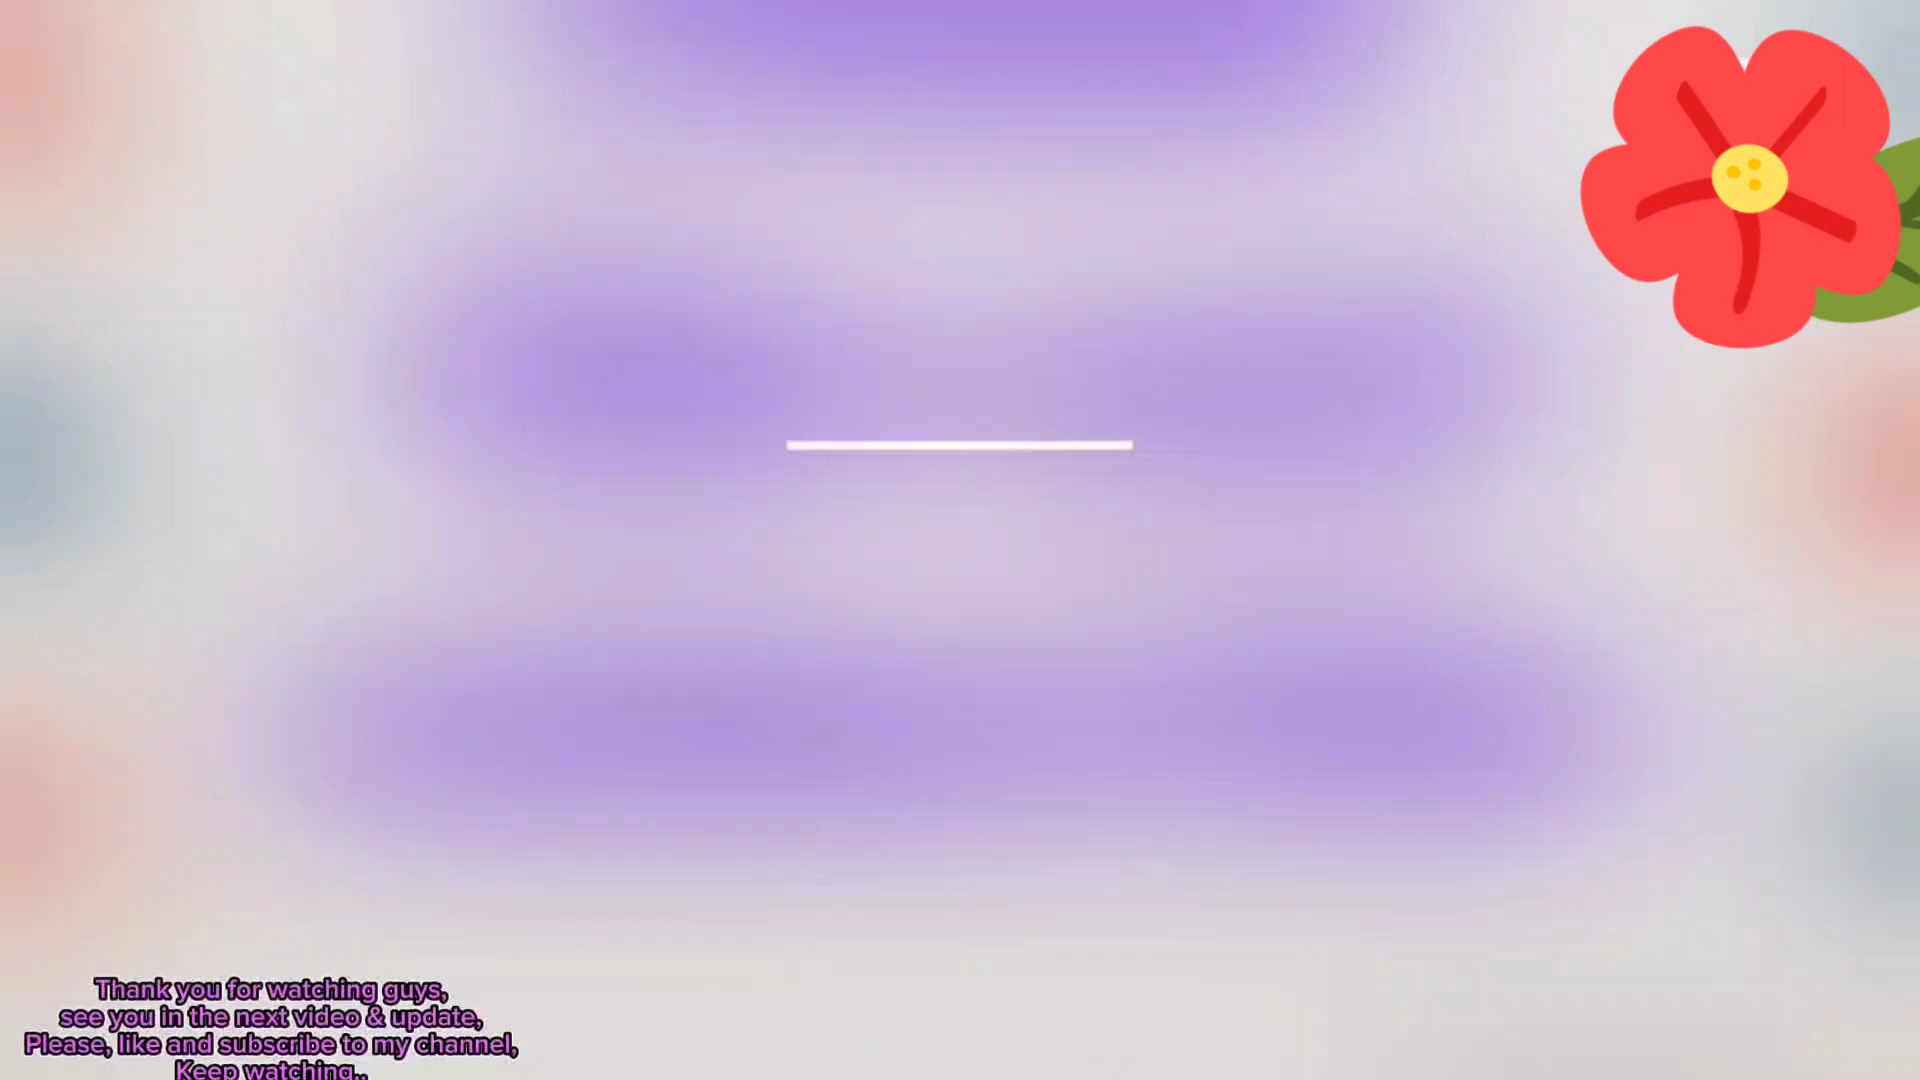 Thank you for watching guys,
see you in the next video & update,
Please, like and subscribe to my channel,
Keep watching..